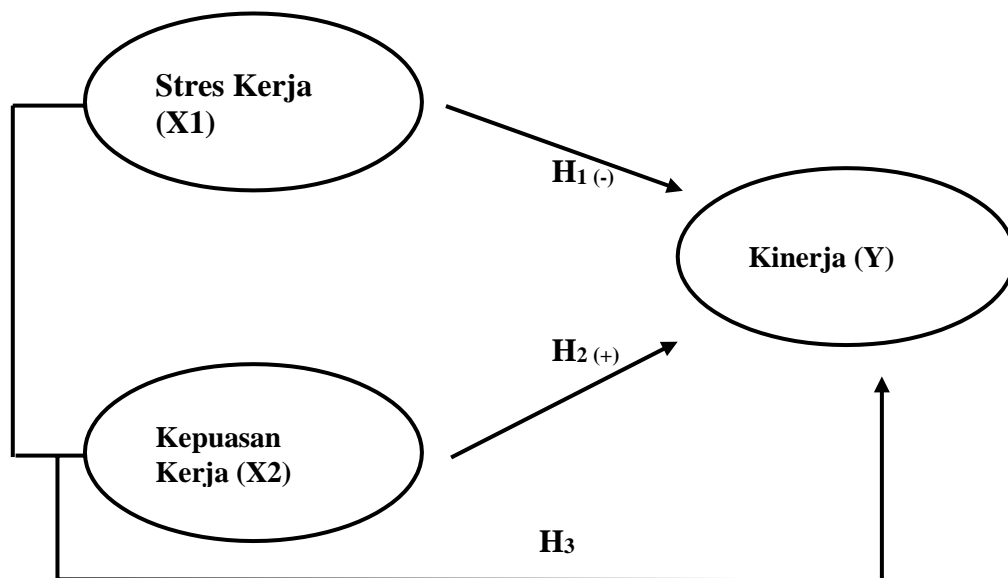 Stres Kerja
(X1)
H1 (-)
Kinerja (Y)
H2 (+)
Kepuasan
Kerja (X2)
H3